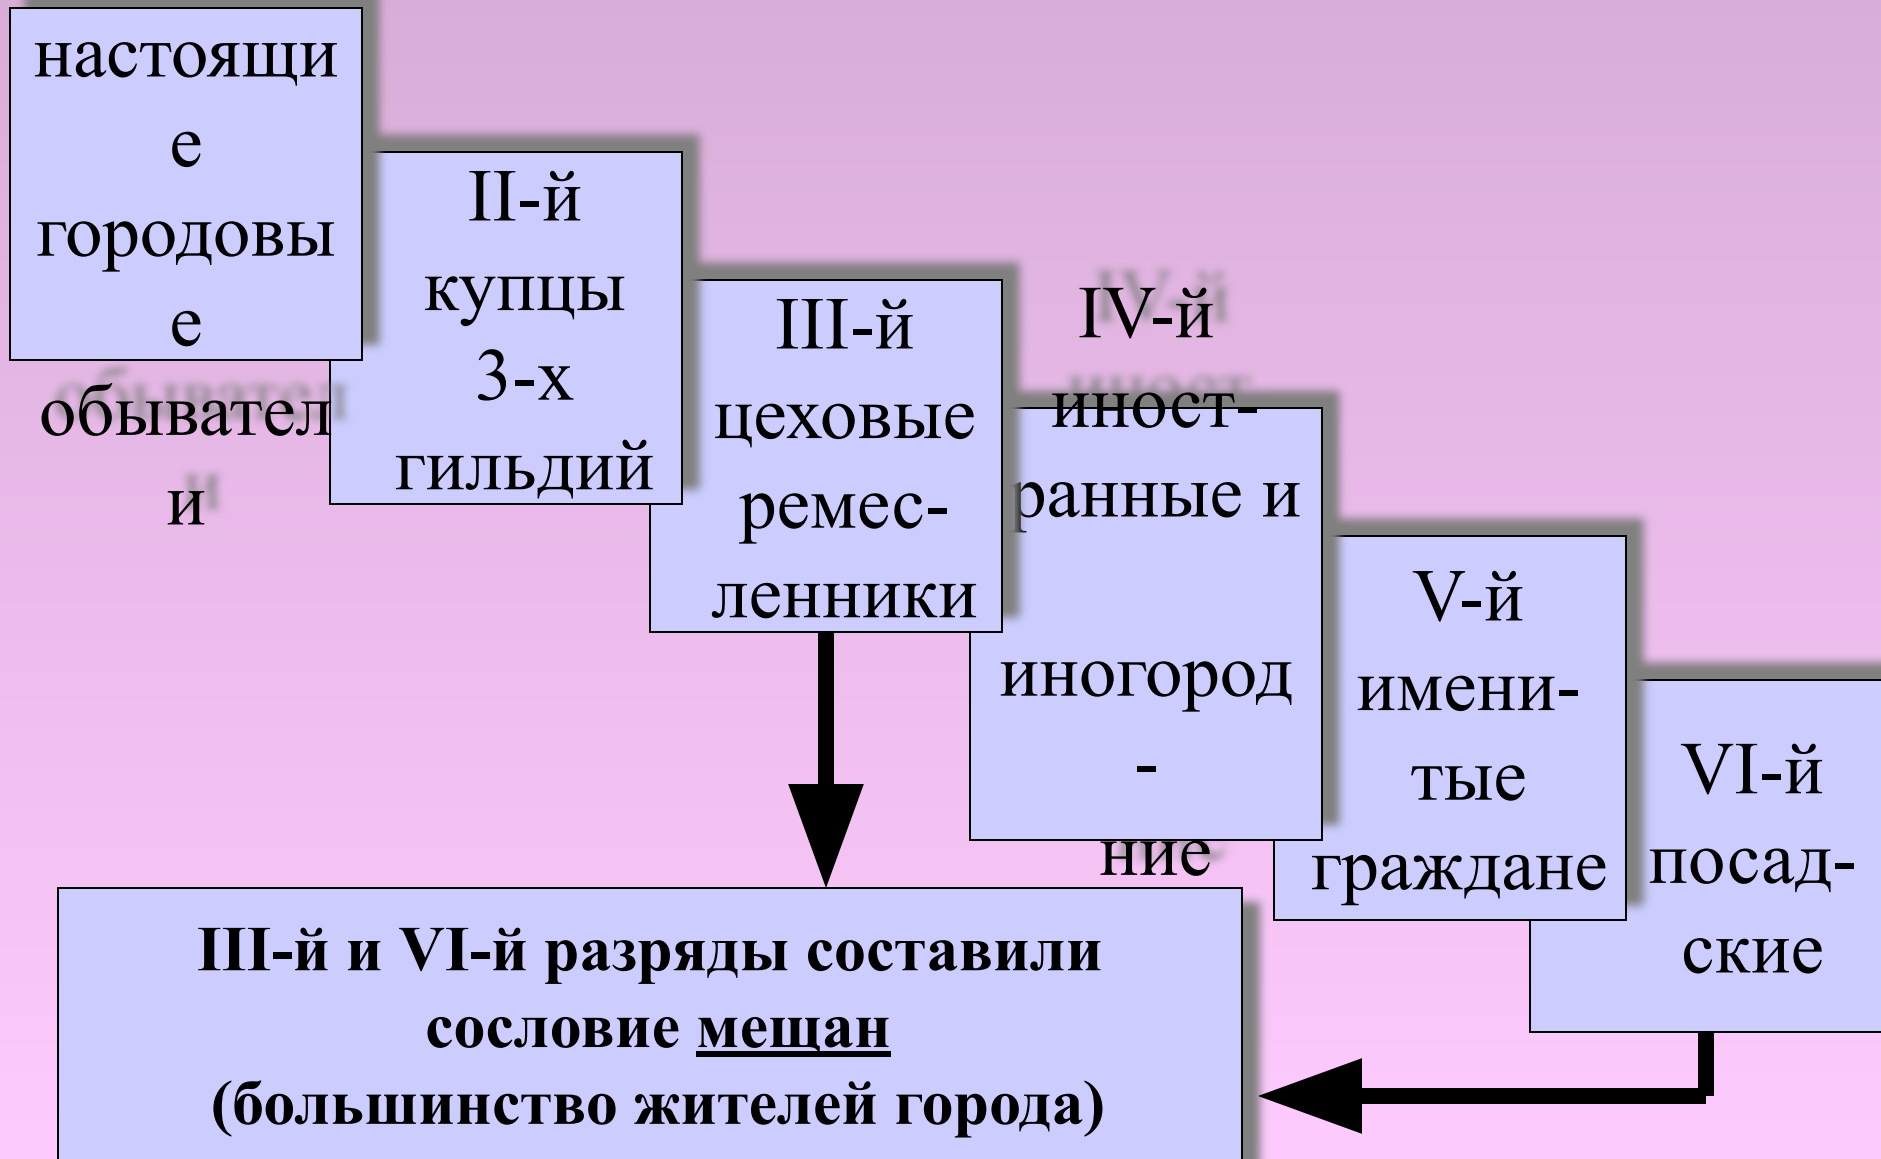 настоящи
е
городовы
е
обывател
и
II-й
купцы
3-х
гильдий
III-й
цеховые
ремес-
ленники
IV-й
иност-
ранные и
иногород
-
ние
V-й
имени-
тые
граждане
VI-й
посад-
ские
III-й и VI-й разряды составили
сословие мещан
(большинство жителей города)